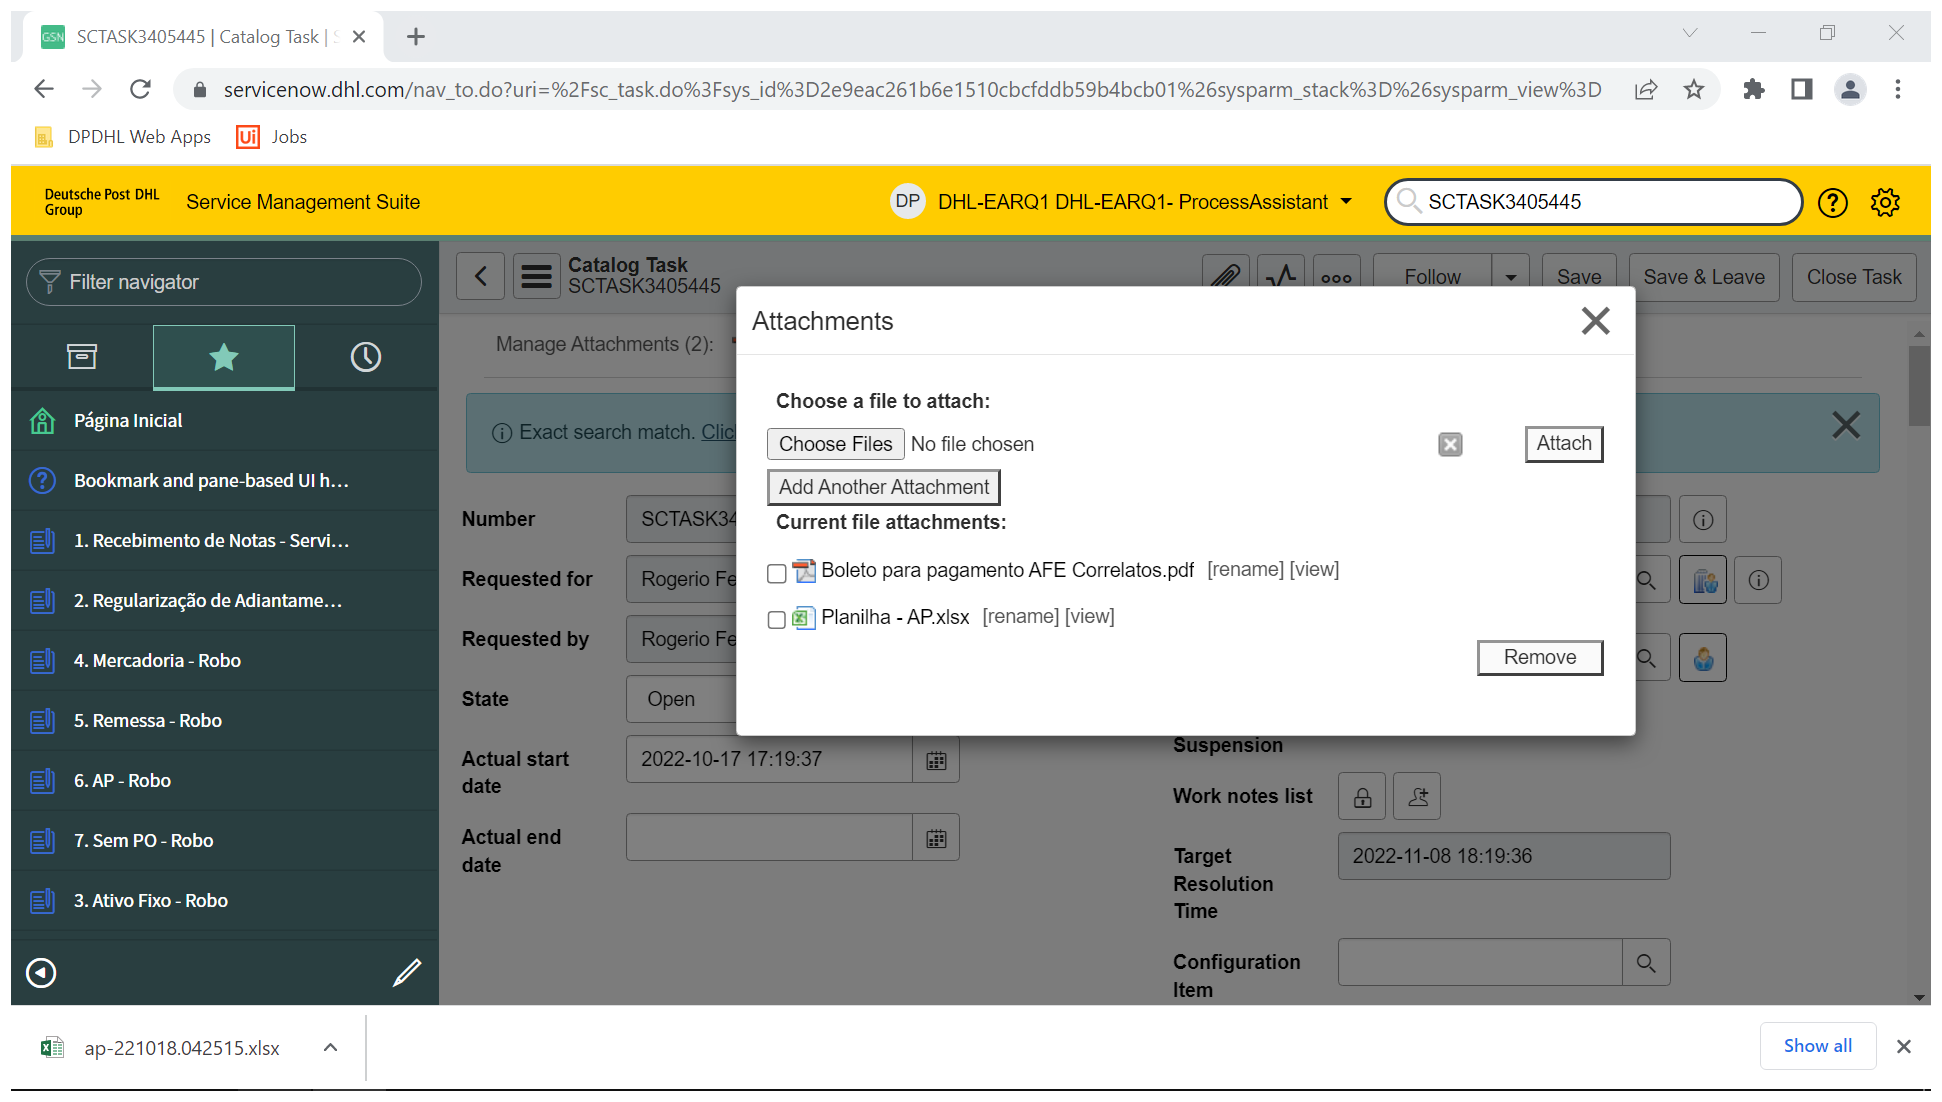 GSN SCTASK3405445 | Catalog Task | S
servicenow.dhl.com/nav_to.do?uri=%2Fsc_task.do%3Fsys_id%3D2e9eac261b6e1510cbcfddb59b4bcb01%26sysparm_stack%3D%26sysparm_view%3D
DPDHL Web Apps Ui Jobs
Deutsche Post DHL
Group
Service Management Suite
DP DHL-EARQ1 DHL-EARQ1- ProcessAssistant
SCTASK3405445
Filter navigator
Página Inicial
Bookmark and pane-based UI h...
1. Recebimento de Notas - Servi...
2. Regularização de Adiantame...
4. Mercadoria - Robo
5. Remessa - Robo
6. AP - Robo
7. Sem PO - Robo
3. Ativo Fixo - Robo
Catalog Task
SCTASK3405445
Follow Save Save & Leave Close Task
Manage Attachments (2):
Exact search match. Clic
Number SCTASK34
Requested for Rogerio Fe
Requested by Rogerio Fe
State Open
Actual start
date
2022-10-17 17:19:37
Actual end
date
Attachments
Choose a file to attach:
Choose Files No file chosen
Attach
Add Another Attachment
Current file attachments:
Boleto para pagamento AFE Correlatos.pdf [rename] [view]
Planilha - AP.xlsx [rename] [view]
Remove
Suspension
Work notes list
Target
Resolution
Time
2022-11-08 18:19:36
Configuration
Item
ap-221018.042515.xlsx
Show all